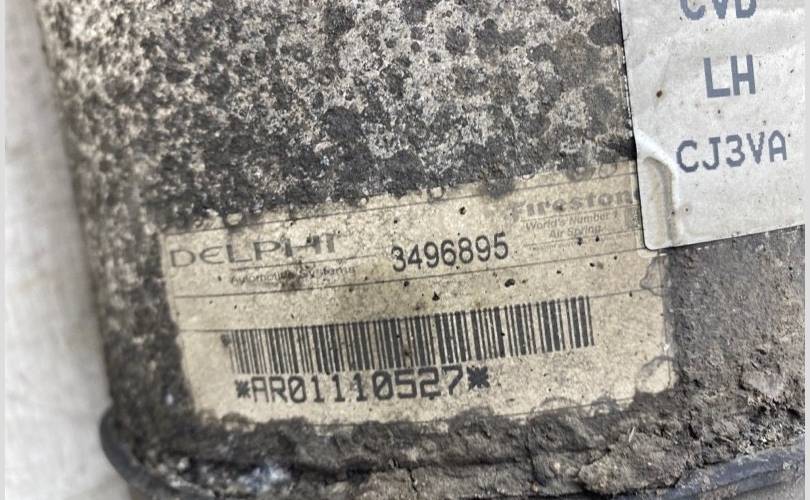 CVD
LH
CJ3VA
DELPHI
Automotive Systems
3496895
Firestone
World's Number 1
Air Spring
*AR01110527*